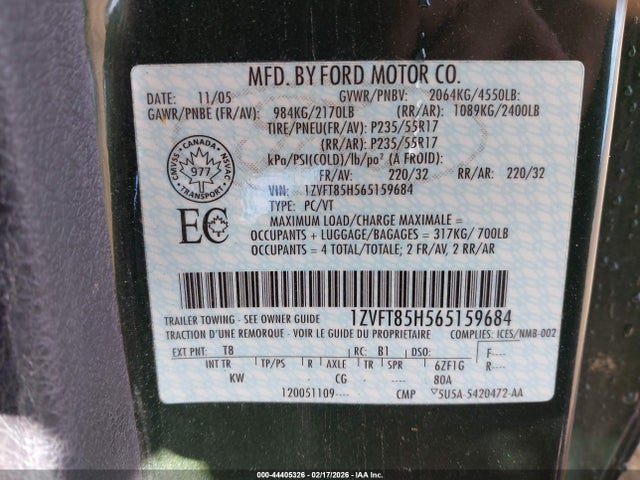 MFD. BY FORD MOTOR CO.
DATE: 11/05 GVWR/PNBV: 2064KG/4550LB:
GAWR/PNBE (FR/AV): 984KG/2170LB (RR/AR): 1089KG/2400LB
TIRE/PNEU(FR/AV): P235/55R17
(RR/AR): P235/55R17
kPa/PSI(COLD)/lb/po² (A FROID):
FR/AV: 220/32 RR/AR: 220/32
VIN: 1ZVFT85H565159684
TYPE: PC/VT
CMVSS CANADA NSVAC
977
TRANSPORT
EC
MAXIMUM LOAD/CHARGE MAXIMALE =
OCCUPANTS + LUGGAGE/BAGAGES = 317KG/ 700LB
OCCUPANTS = 4 TOTAL/TOTALE; 2 FR/AV, 2 RR/AR
1ZVFT85H565159684
TRAILER TOWING - SEE OWNER GUIDE
TRACTION D'UNE REMORQUE - VOIR LE GUIDE DU PROPRIETAIRE COMPLIES: ICES/NMB-002
EXT PNT: T8 RC: B1 DSO: F----
INT TR TP/PS R AXLE TR SPR 6ZF1G R----
KW CG 80A
120051109---- CMP 5U5A-5420472-AA
000-44405326 - 02/17/2026 - IAA Inc.